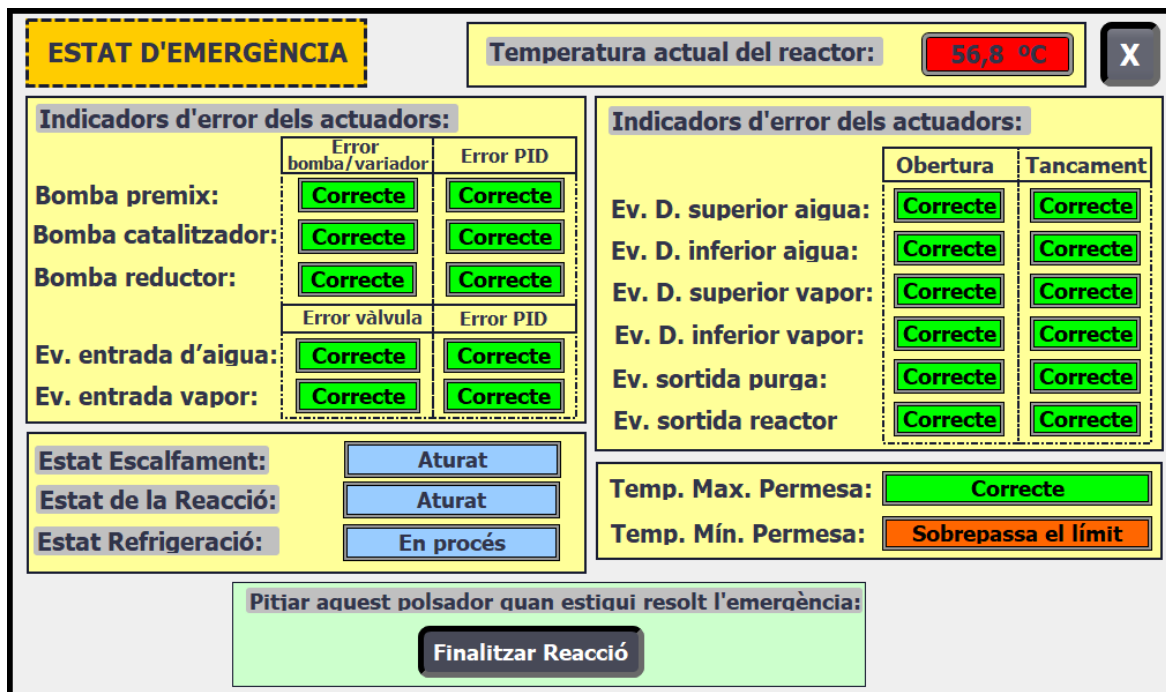 ESTAT D'EMERGÈNCIA
Temperatura actual del reactor:
56,8 ºC
X
Indicadors d'error dels actuadors:
Error bomba/variador
Error PID
Bomba premix:
Correcte
Correcte
Bomba catalitzador:
Correcte
Correcte
Bomba reductor:
Correcte
Correcte
Error vàlvula
Error PID
Ev. entrada d’aigua:
Correcte
Correcte
Ev. entrada vapor:
Correcte
Correcte
Indicadors d'error dels actuadors:
Obertura
Tancament
Ev. D. superior aigua:
Correcte
Correcte
Ev. D. inferior aigua:
Correcte
Correcte
Ev. D. superior vapor:
Correcte
Correcte
Ev. D. inferior vapor:
Correcte
Correcte
Ev. sortida purga:
Correcte
Correcte
Ev. sortida reactor
Correcte
Correcte
Estat Escalfament:
Aturat
Estat de la Reacció:
Aturat
Estat Refrigeració:
En procés
Temp. Max. Permesa:
Correcte
Temp. Mín. Permesa:
Sobrepassa el límit
Pitjar aquest polsador quan estigui resolt l'emergència:
Finalitzar Reacció